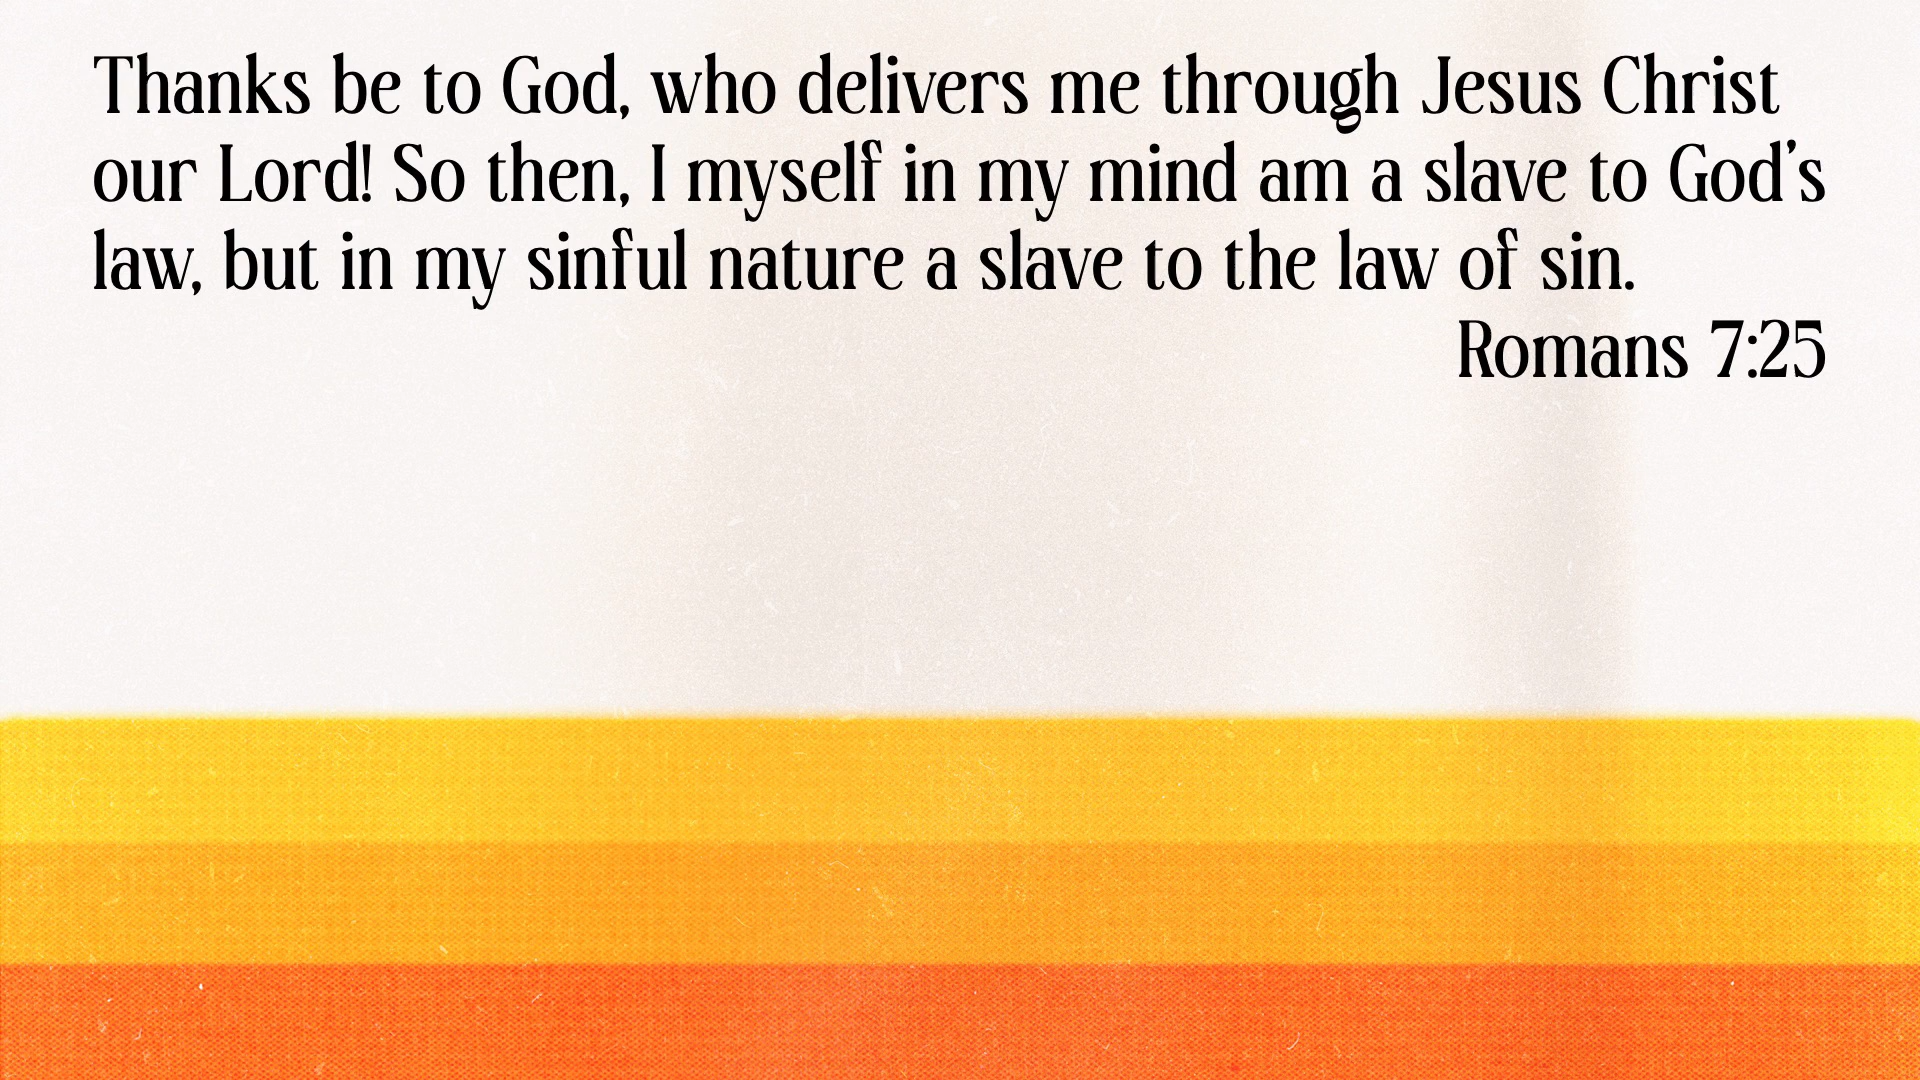 Thanks be to God, who delivers me through Jesus Christ
our Lord! So then, I myself in my mind am a slave to God’s
law, but in my sinful nature a slave to the law of sin.
Romans 7:25